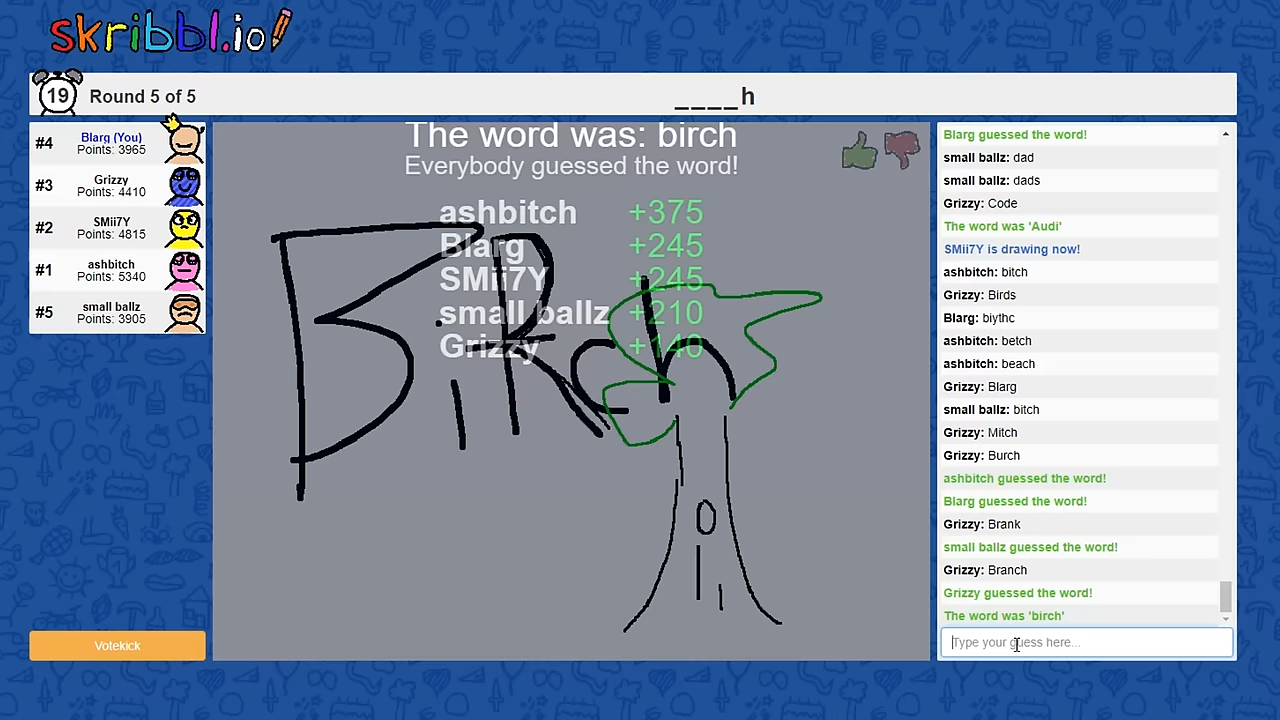 skribbl.io
19
Round 5 of 5
____h
#4
Blarg (You)
Points: 3965
#3
Grizzy
Points: 4410
#2
SMii7Y
Points: 4815
#1
ashbitch
Points: 5340
#5
small ballz
Points: 3905
Votekick
The word was: birch
Everybody guessed the word!
ashbitch +375
Blarg +245
SMii7Y +245
small ballz +210
Grizzy +140
BiRch
Blarg guessed the word!
small ballz: dad
small ballz: dads
Grizzy: Code
The word was 'Audi'
SMii7Y is drawing now!
ashbitch: bitch
Grizzy: Birds
Blarg: biythc
ashbitch: betch
ashbitch: beach
Grizzy: Blarg
small ballz: bitch
Grizzy: Mitch
Grizzy: Burch
ashbitch guessed the word!
Blarg guessed the word!
Grizzy: Brank
small ballz guessed the word!
Grizzy: Branch
Grizzy guessed the word!
The word was 'birch'
Type your guess here...